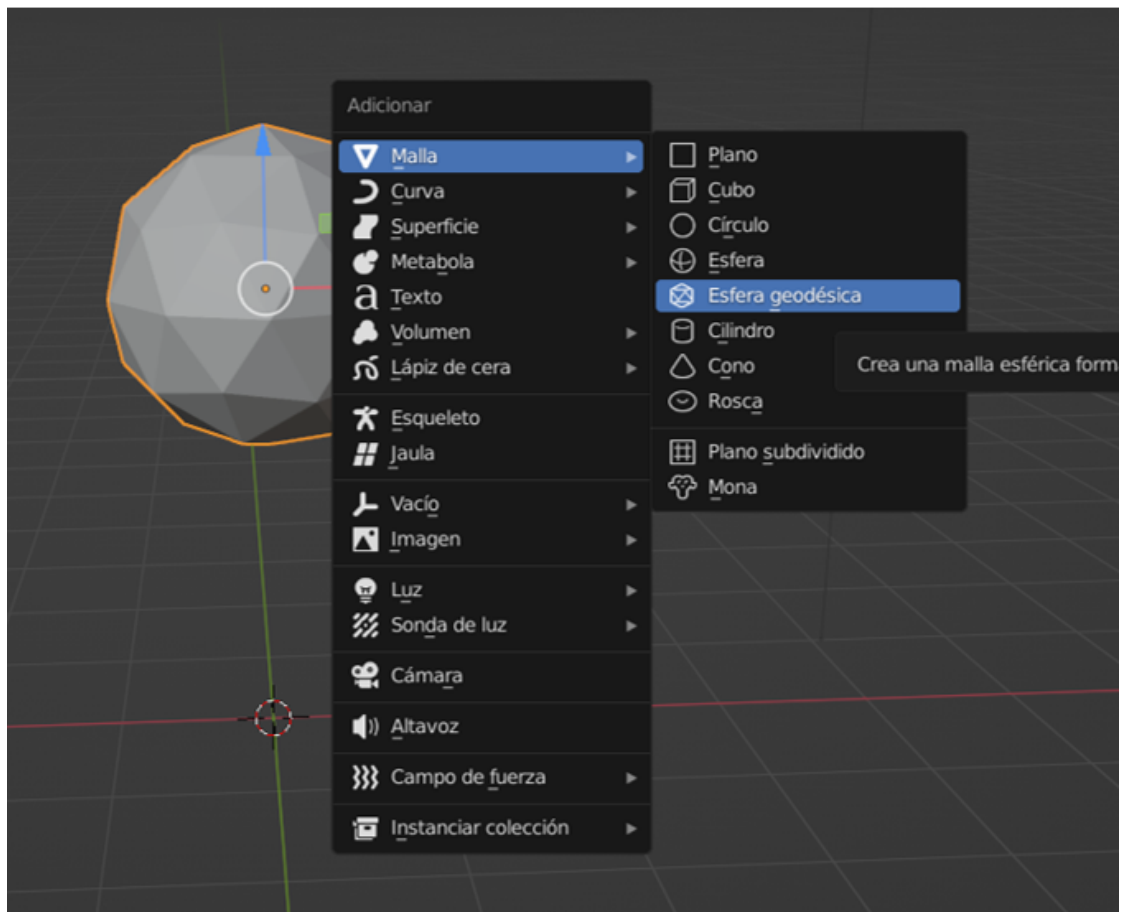 Adicionar
Malla
Curva
Superficie
Metabola
Texto
Volumen
Lápiz de cera
Esqueleto
Jaula
Vacío
Imagen
Luz
Sonda de luz
Cámara
Altavoz
Campo de fuerza
Instanciar colección
Plano
Cubo
Círculo
Esfera
Esfera geodésica
Cilindro
Cono
Rosca
Plano subdividido
Mona
Crea una malla esférica form